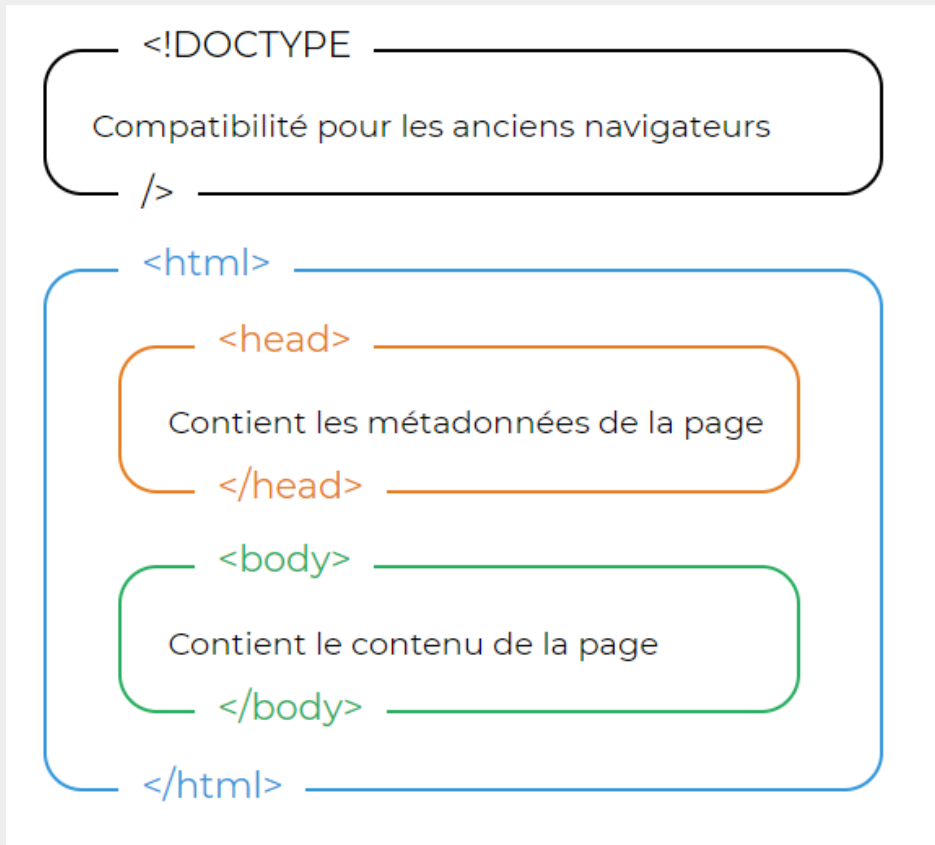 <!DOCTYPE
Compatibilité pour les anciens navigateurs
/>
<html>
<head>
Contient les métadonnées de la page
</head>
<body>
Contient le contenu de la page
</body>
</html>